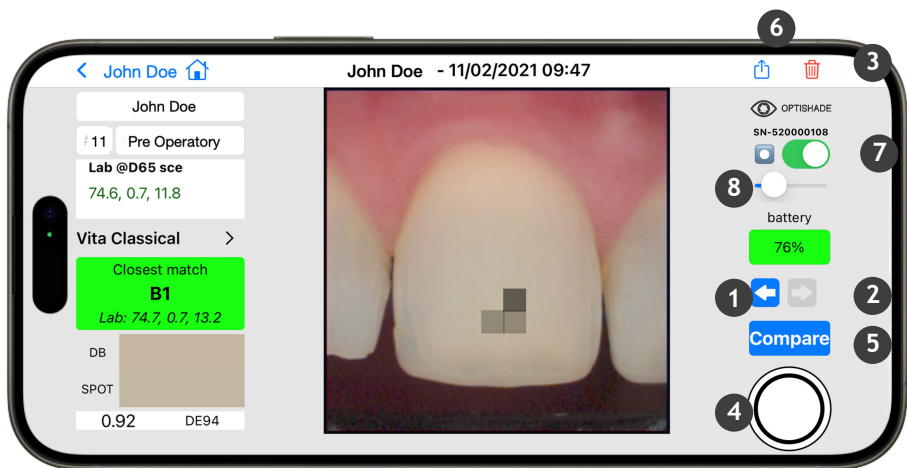 6
John Doe
John Doe - 11/02/2021 09:47
3
John Doe
11 Pre Operatory
Lab @D65 sce
74.6, 0.7, 11.8
Vita Classical >
Closest match
B1
Lab: 74.7, 0.7, 13.2
DB
SPOT
0.92 DE94
OPTISHADE
SN-520000108
7
8
battery
76%
1
2
Compare
5
4